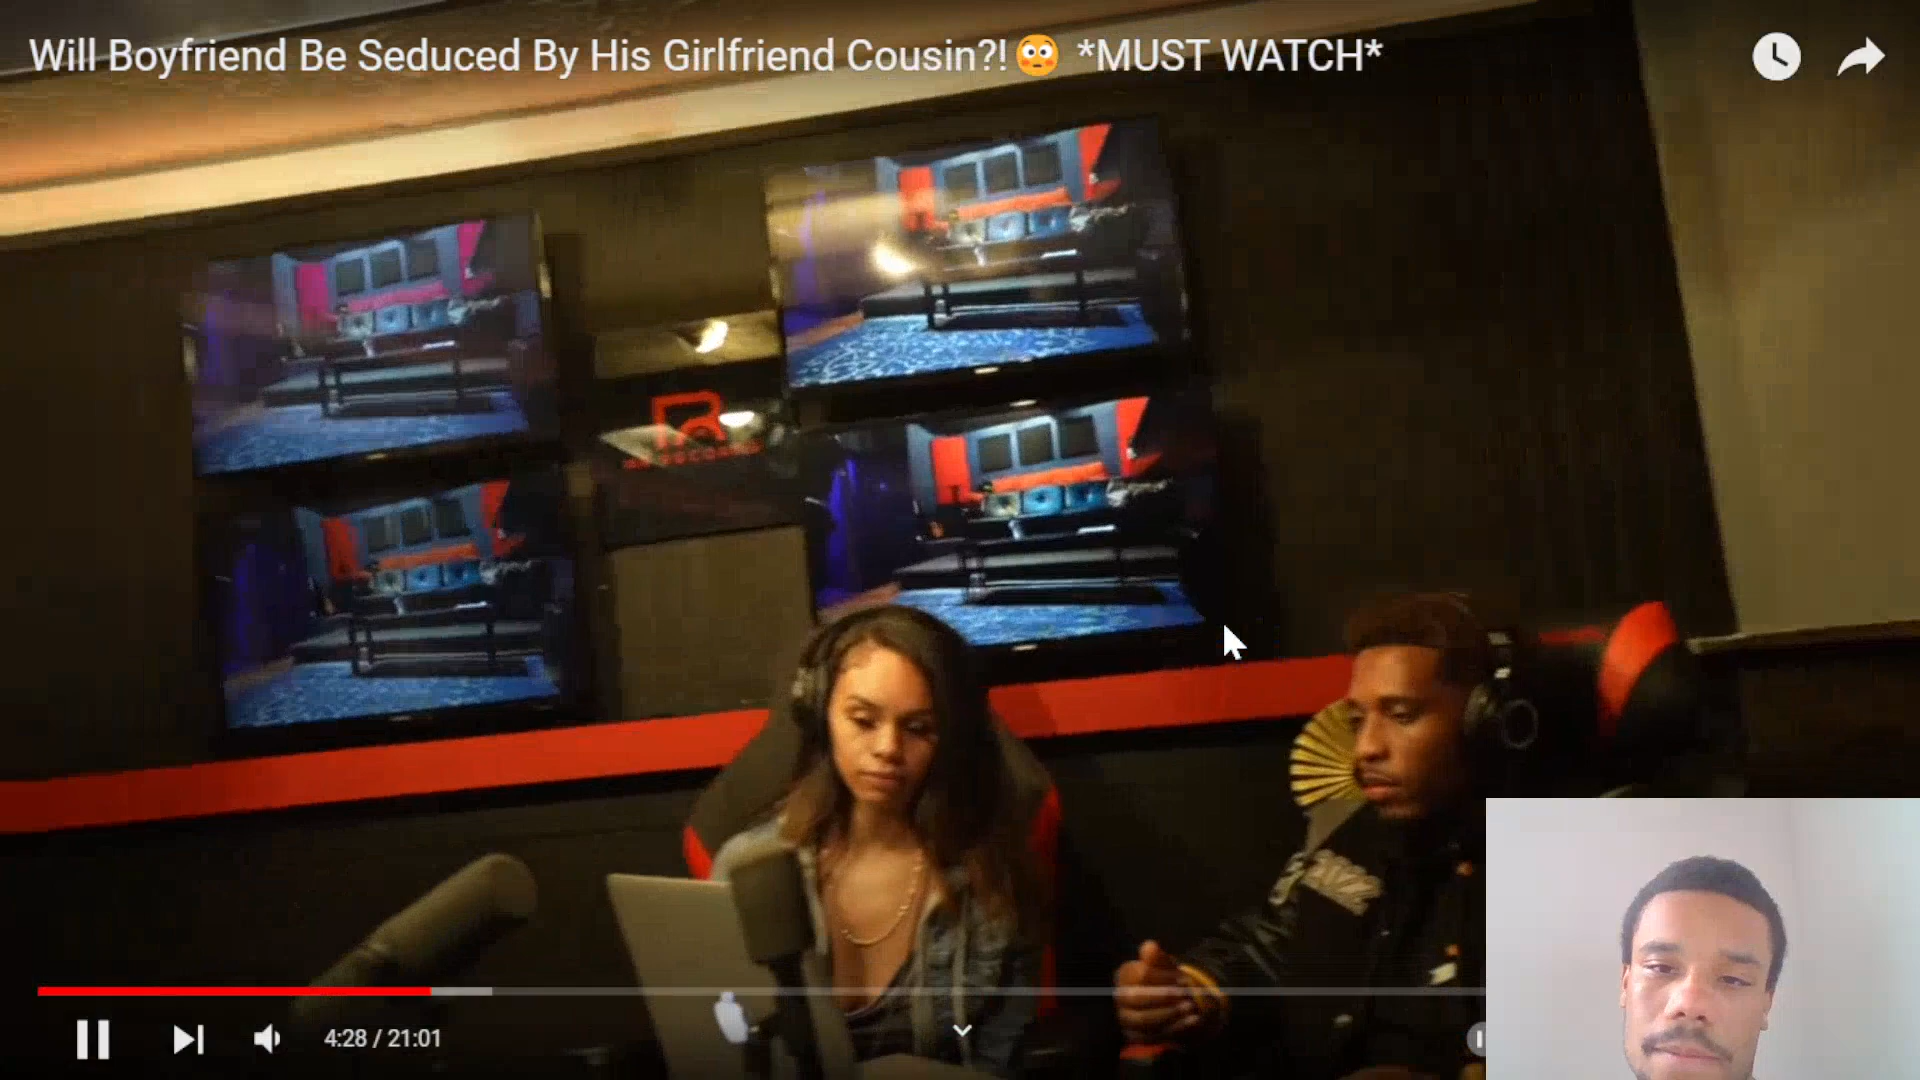 Will Boyfriend Be Seduced By His Girlfriend Cousin?!😳 *MUST WATCH*
4:28 / 21:01